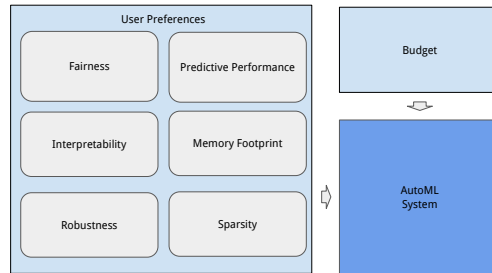 User Preferences
Fairness
Predictive Performance
Interpretability
Memory Footprint
Robustness
Sparsity
Budget
AutoML
System